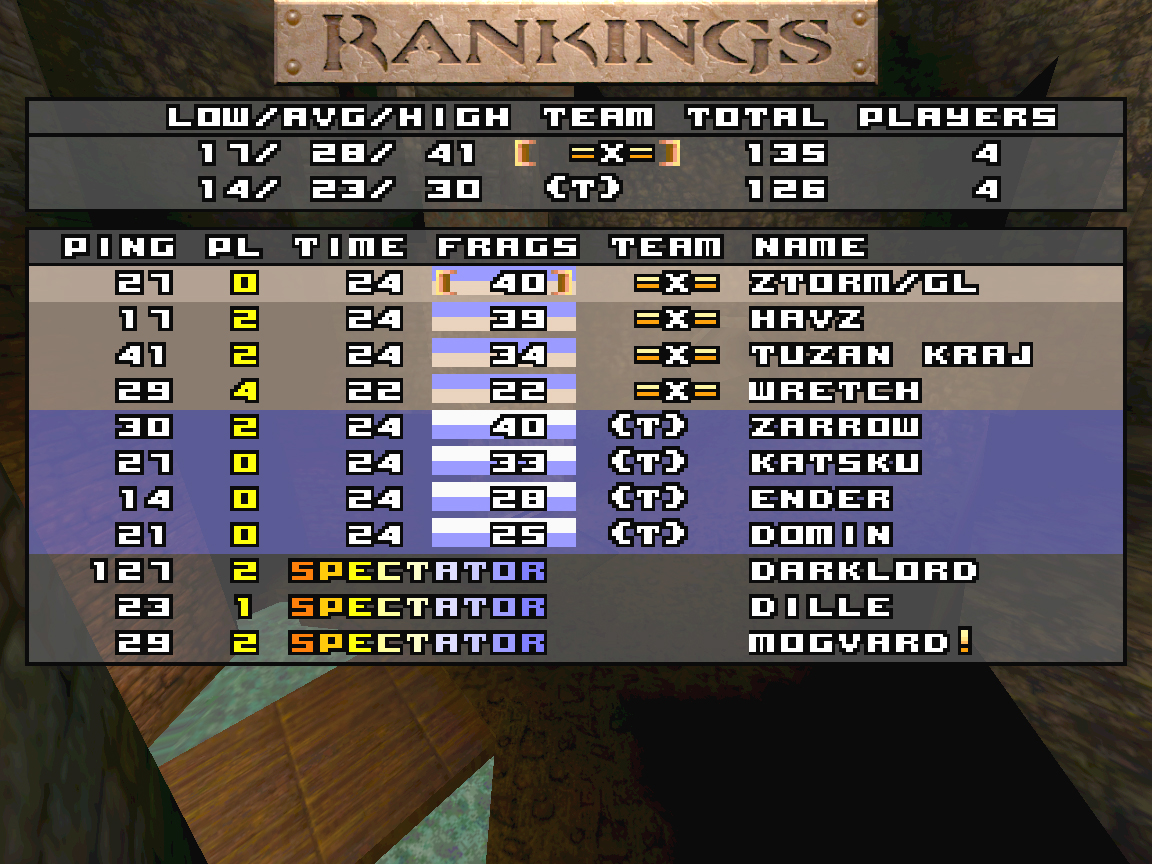 RANKINGS
LOW/AVG/HIGH TEAM TOTAL PLAYERS
17/ 28/ 41 [ =X=] 135 4
14/ 23/ 30 (T) 126 4
PING PL TIME FRAGS TEAM NAME
27 0 24 [ 40 ] =X= ZTORM/GL
17 2 24 39 =X= HAVZ
41 2 24 34 =X= TUZAN KRAJ
29 4 22 22 =X= WRETCH
30 2 24 40 (T) ZARROW
27 0 24 33 (T) KATSKU
14 0 24 28 (T) ENDER
21 0 24 25 (T) DOMIN
127 2 SPECTATOR DARKLORD
23 1 SPECTATOR DILLE
29 2 SPECTATOR MOGVARD!